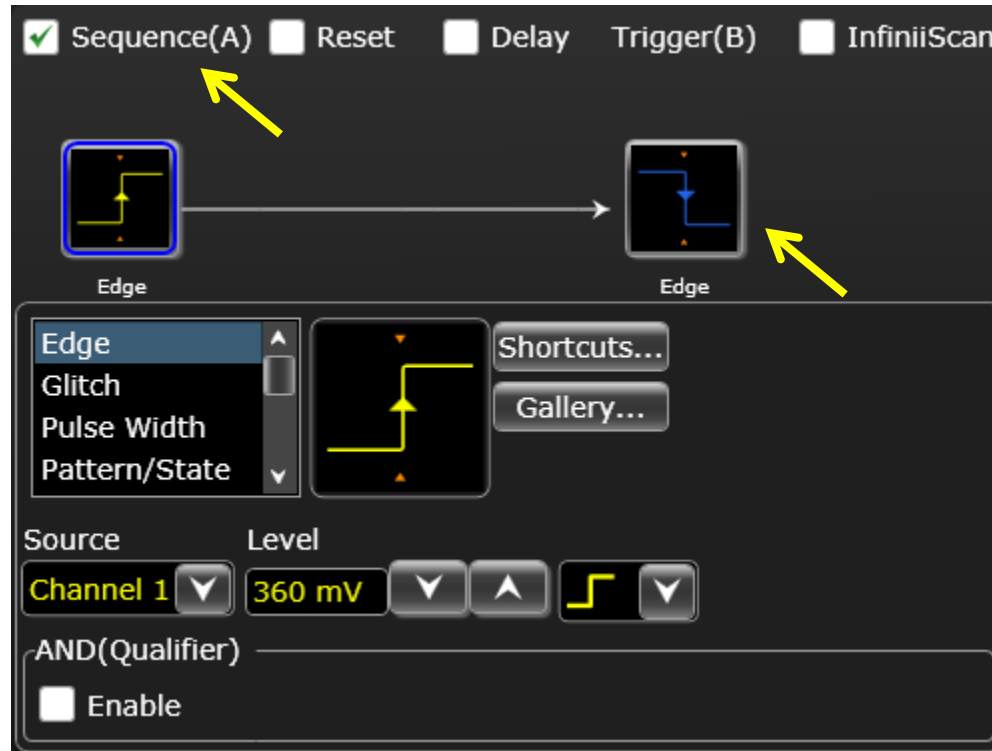 Sequence(A) Reset Delay Trigger(B) InfiniiScan
Edge Edge
Edge
Glitch
Pulse Width
Pattern/State
Shortcuts...
Gallery...
Source Level
Channel 1 360 mV
AND(Qualifier)
Enable